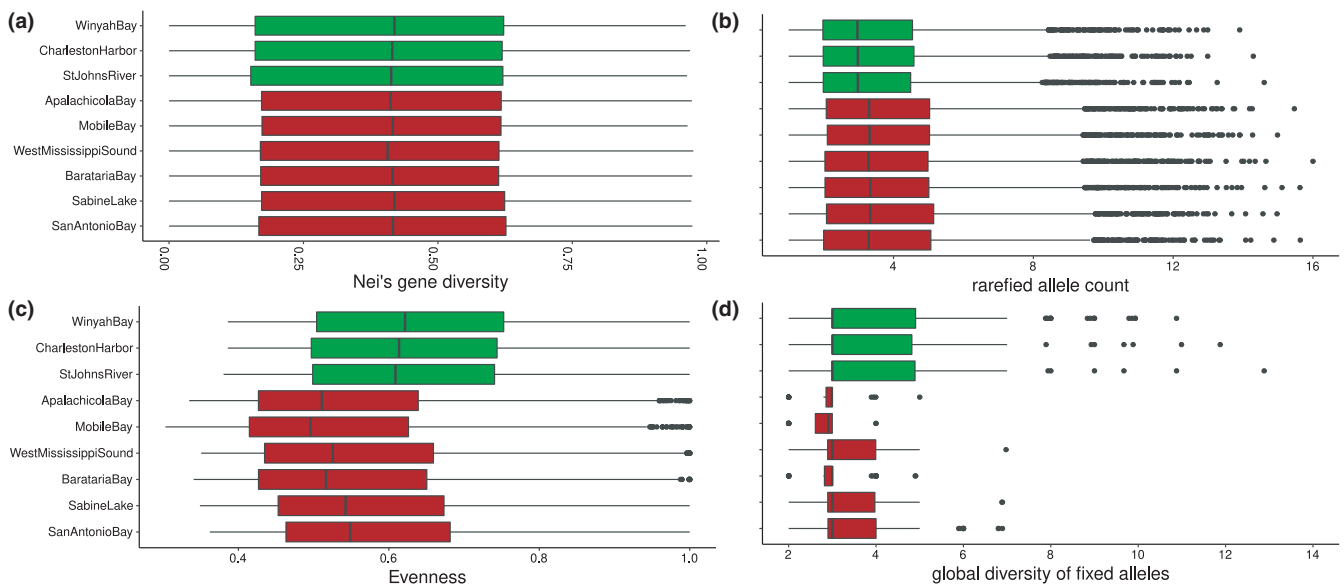 (a)
WinyahBay
CharlestonHarbor
StJohnsRiver
ApalachicolaBay
MobileBay
WestMississippiSound
BaratariaBay
SabineLake
SanAntonioBay
0.00 0.25 0.50 0.75 1.00
Nei's gene diversity
(b)
4 8 12 16
rarefied allele count
(c)
WinyahBay
CharlestonHarbor
StJohnsRiver
ApalachicolaBay
MobileBay
WestMississippiSound
BaratariaBay
SabineLake
SanAntonioBay
0.4 0.6 0.8 1.0
Evenness
(d)
2 4 6 8 10 12 14
global diversity of fixed alleles